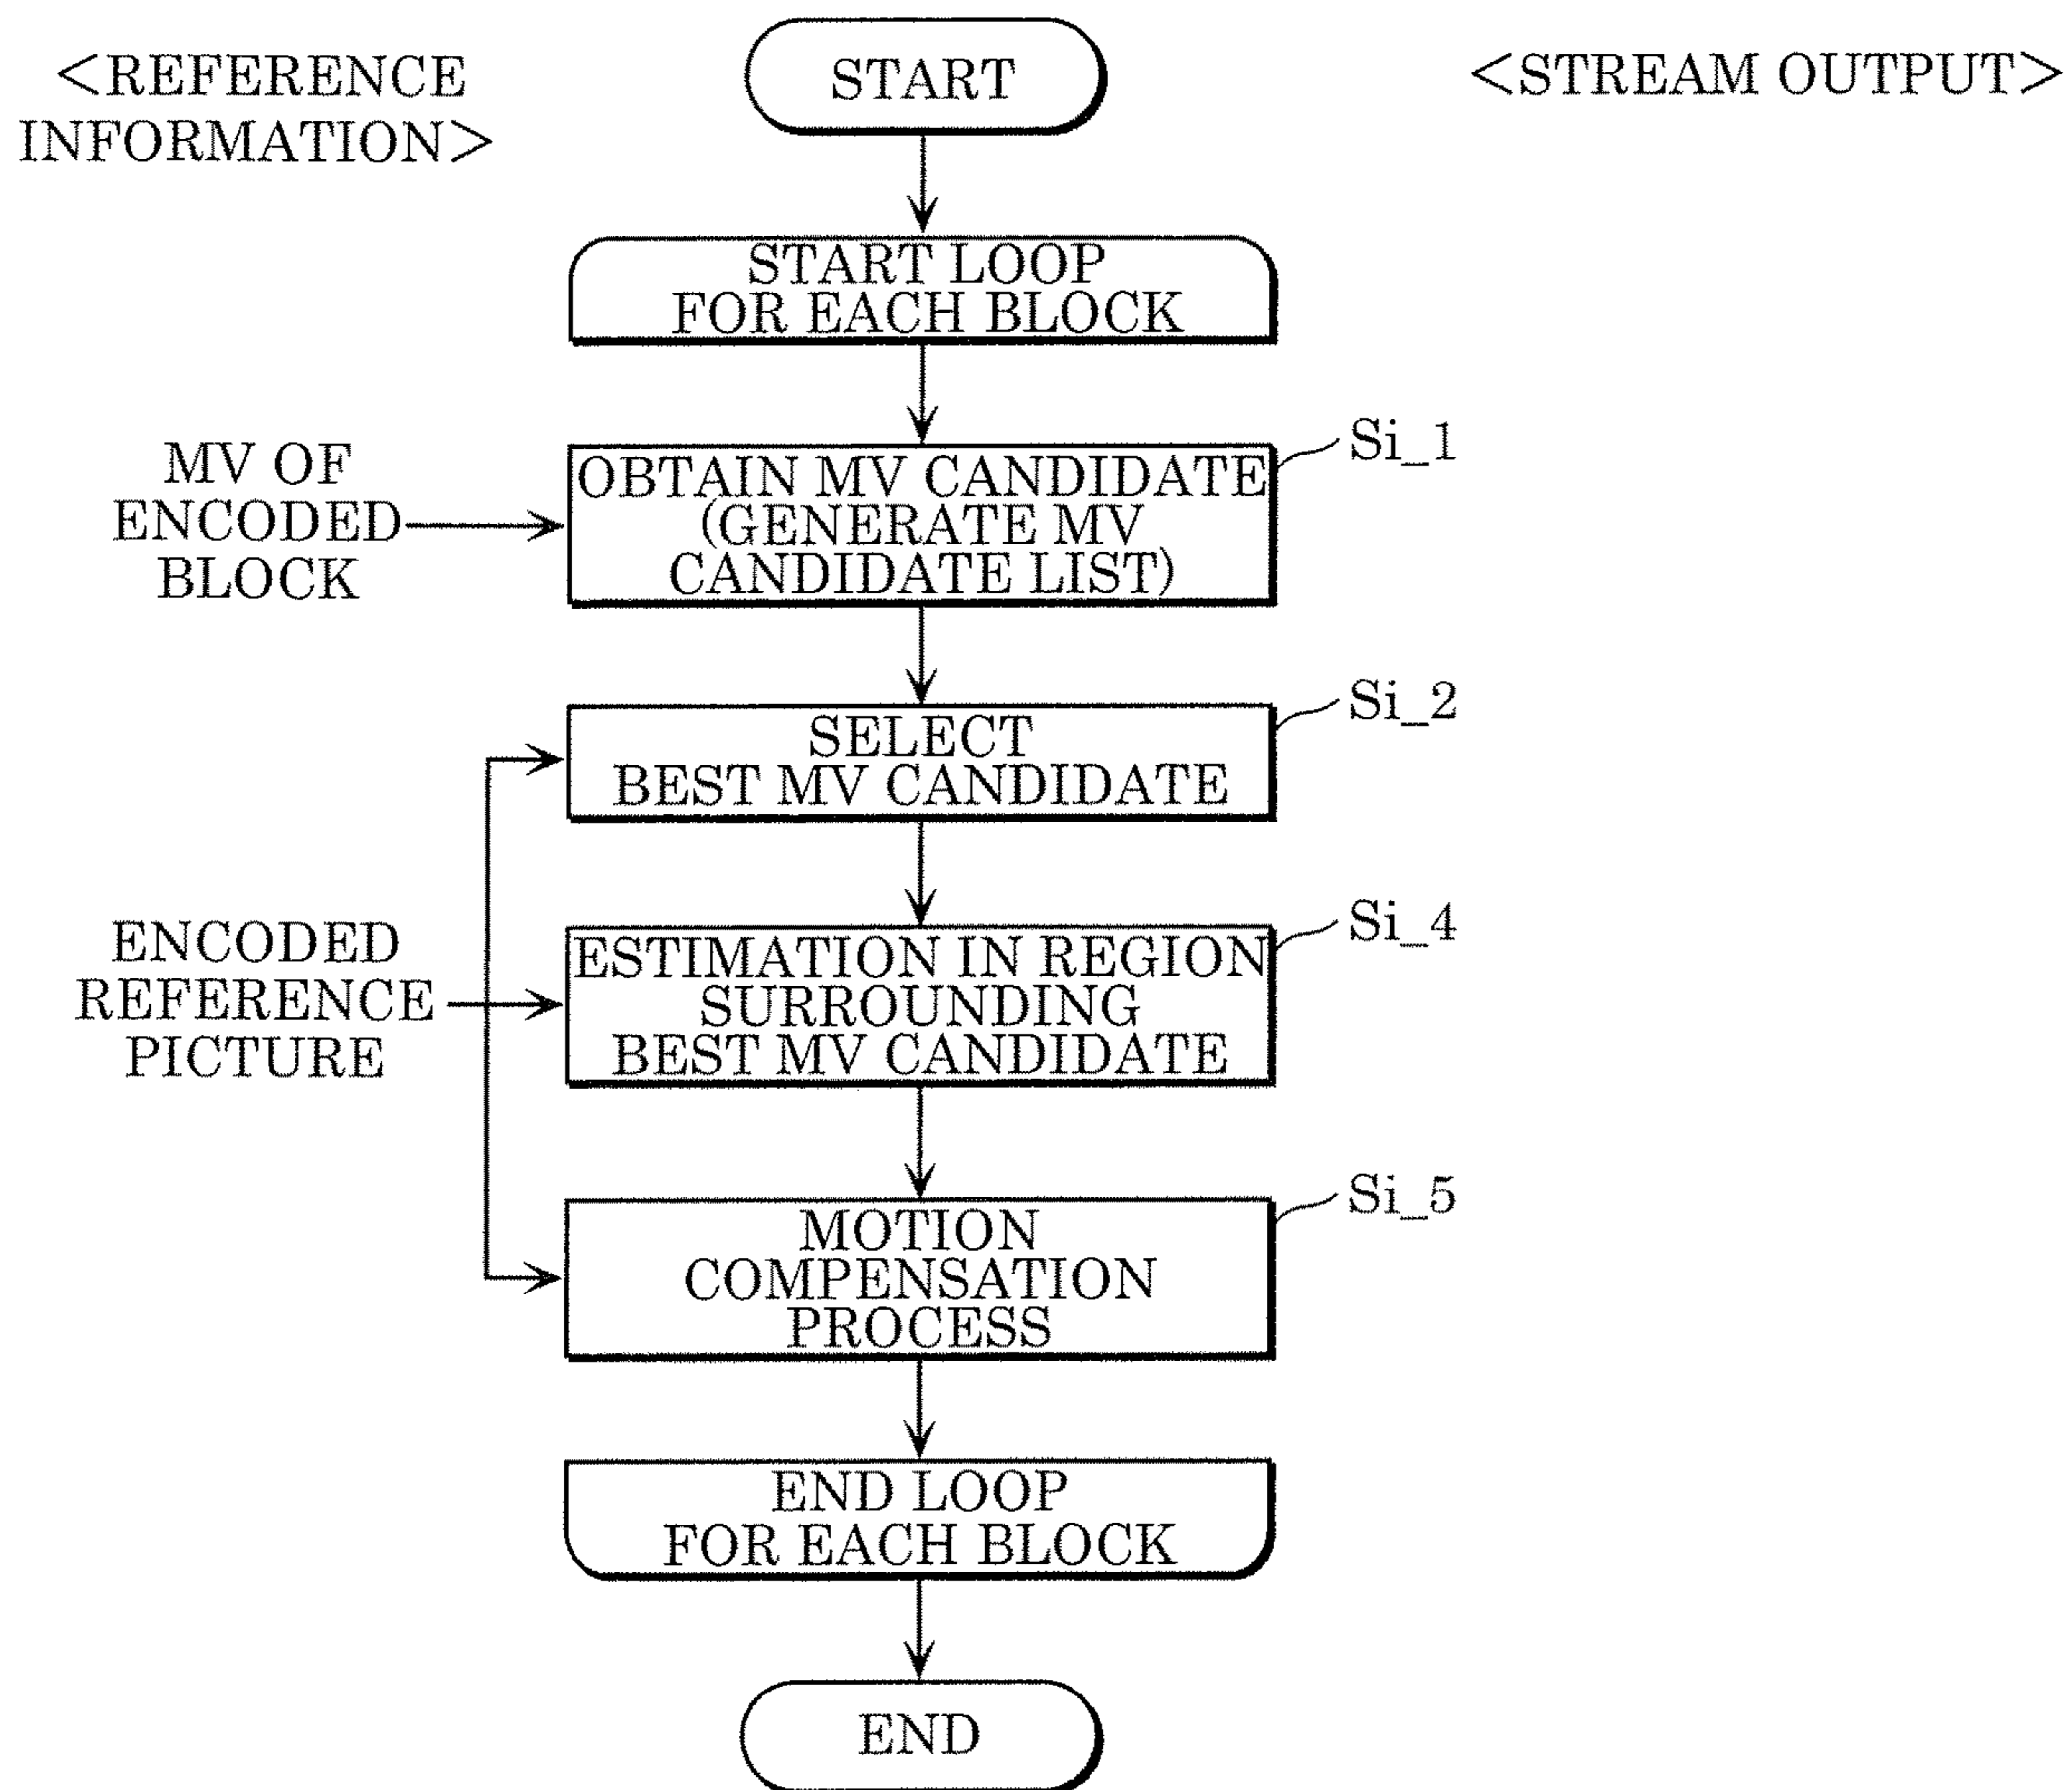 <REFERENCE
INFORMATION>
START
<STREAM OUTPUT>
START LOOP
FOR EACH BLOCK
MV OF
ENCODED
BLOCK
OBTAIN MV CANDIDATE
(GENERATE MV
CANDIDATE LIST)
Si_1
SELECT
BEST MV CANDIDATE
Si_2
ENCODED
REFERENCE
PICTURE
ESTIMATION IN REGION
SURROUNDING
BEST MV CANDIDATE
Si_4
MOTION
COMPENSATION
PROCESS
Si_5
END LOOP
FOR EACH BLOCK
END